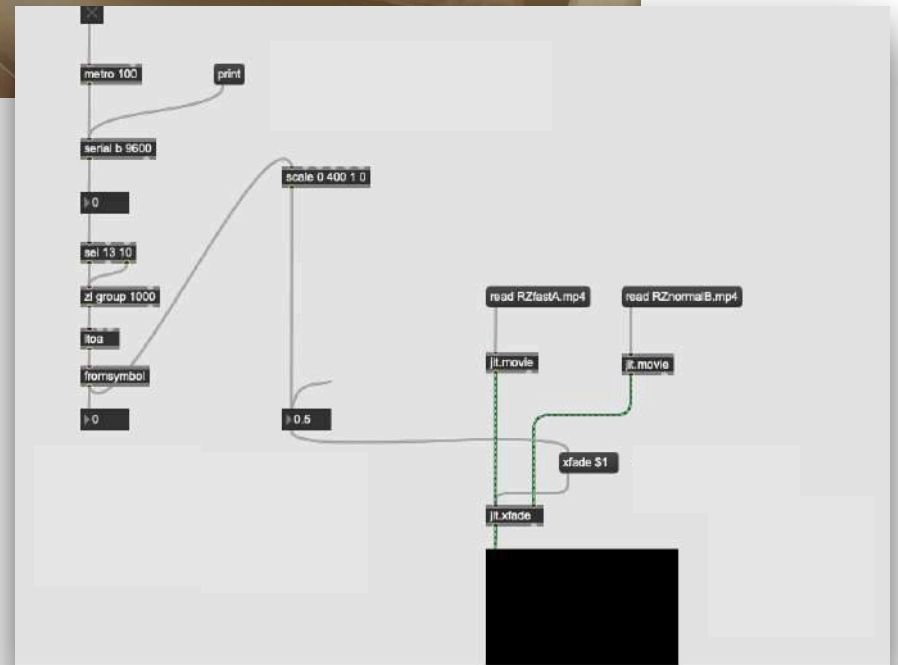 metro 100
print
serial b 9600
scale 0 400 1 0
0
sel 13 10
zl group 1000
itoa
fromsymbol
0
0.5
read RZfastA.mp4
read RZnormalB.mp4
jit.movie
jit.movie
xfade $1
jit.xfade